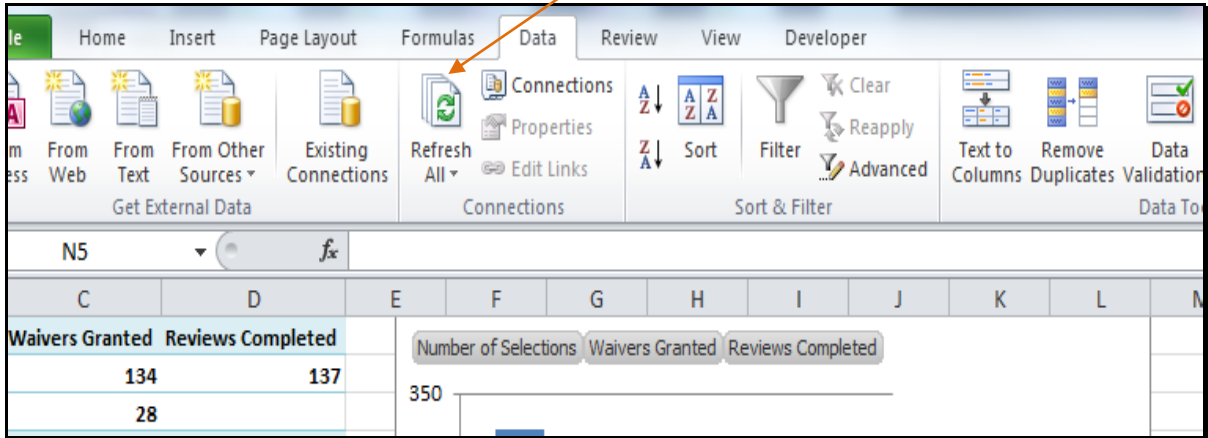 le Home Insert Page Layout Formulas Data Review View Developer
A m ess
From Web
From Text
From Other Sources
Existing Connections
Get External Data
Refresh All
Connections
Properties
Edit Links
Connections
A Z
Z A
A Z Z A
Sort
Filter
Clear
Reapply
Advanced
Sort & Filter
Text to Columns
Remove Duplicates
Data Validation
Data Too
N5 fx
C D E F G H I J K L M
Waivers Granted Reviews Completed
Number of Selections Waivers Granted Reviews Completed
134 137
350
28